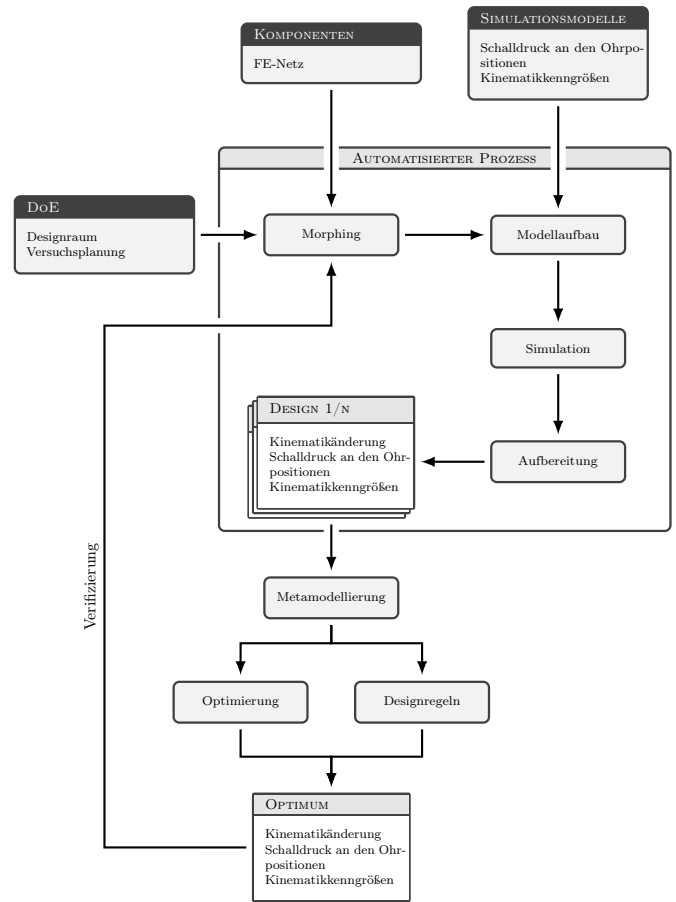 KOMPONENTEN
FE-Netz
SIMULATIONSMODELLE
Schalldruck an den Ohrpo-
sitionen
Kinematikkenngrößen
AUTOMATISIERTER PROZESS
DOE
Designraum
Versuchsplanung
Morphing
Modellaufbau
Simulation
DESIGN 1/N
Kinematikänderung
Schalldruck an den Ohr-
positionen
Kinematikkenngrößen
Aufbereitung
Verifizierung
Metamodellierung
Optimierung
Designregeln
OPTIMUM
Kinematikänderung
Schalldruck an den Ohr-
positionen
Kinematikkenngrößen